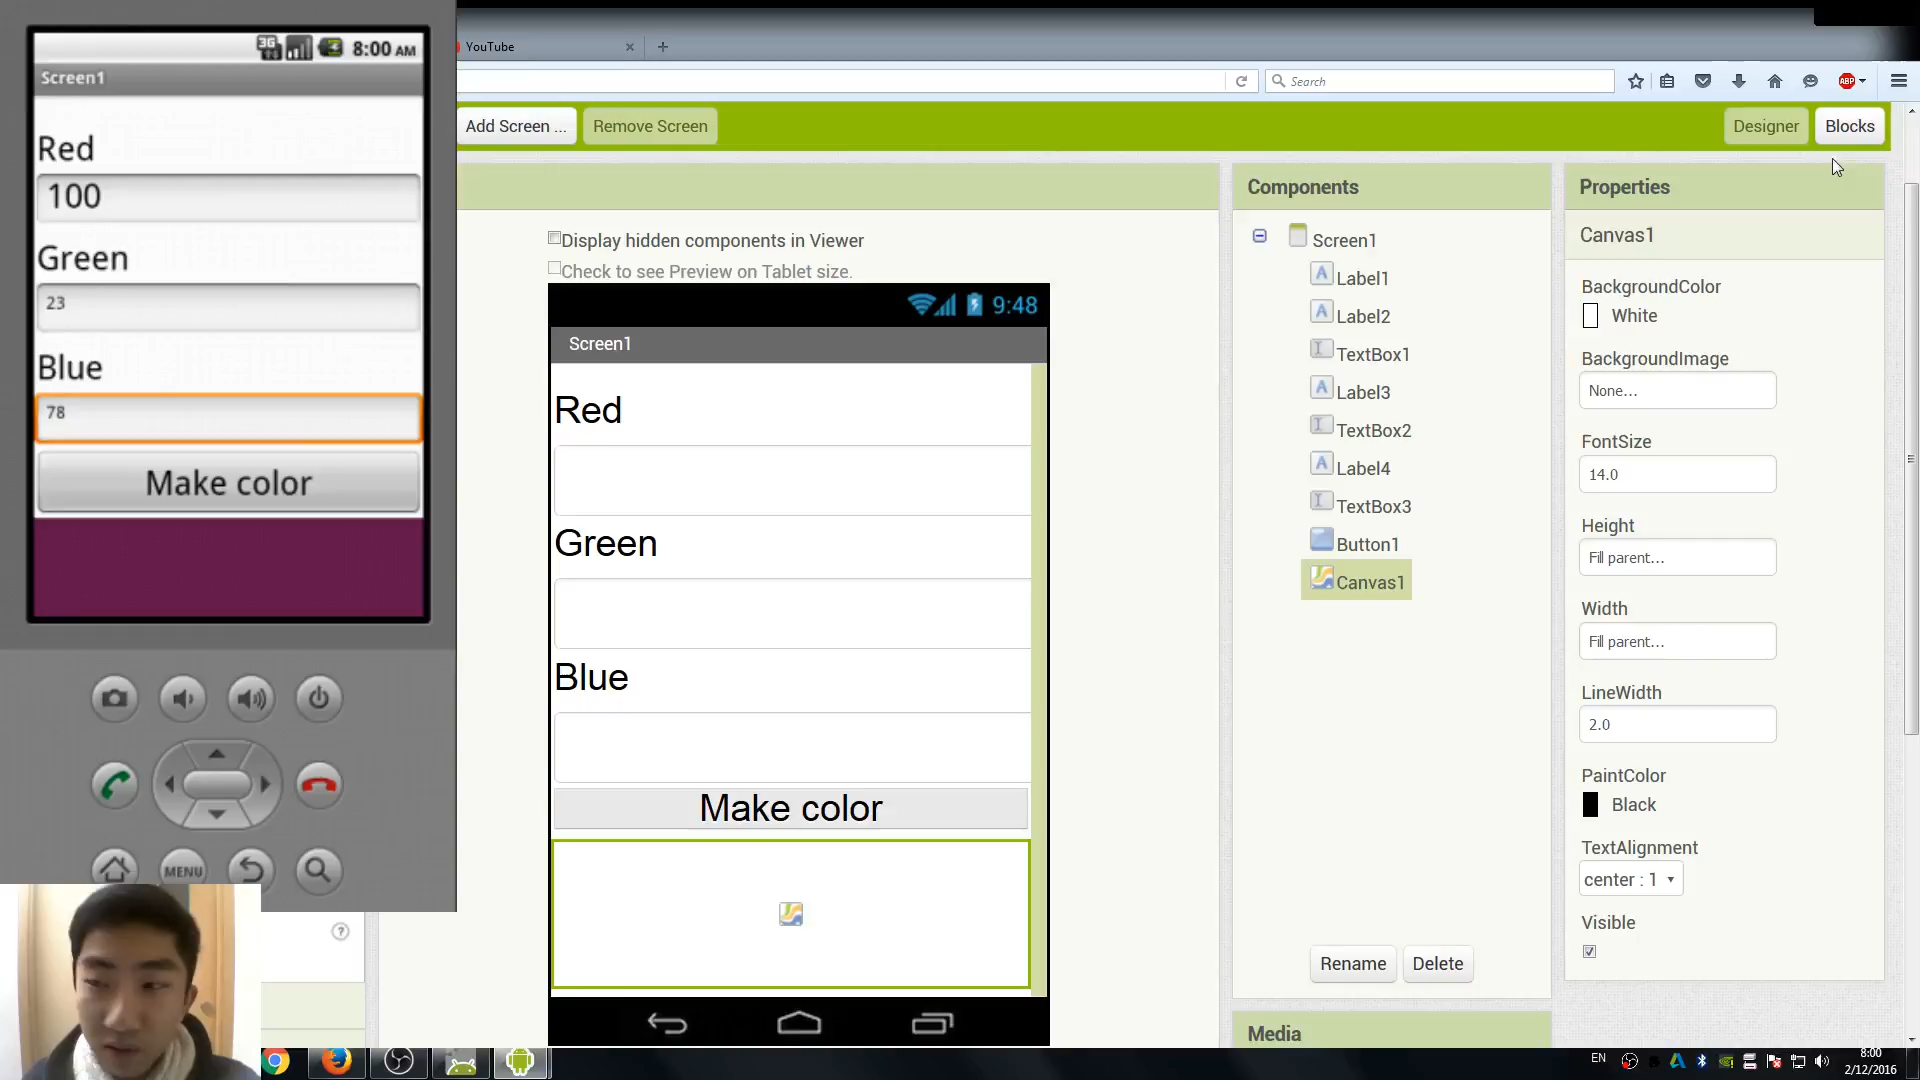 3G
8:00 AM
Screen1
Red
100
Green
23
Blue
78
Make color
MENU
YouTube
Search
ABP
Add Screen ...
Remove Screen
Designer
Blocks
Display hidden components in Viewer
Check to see Preview on Tablet size.
9:48
Screen1
Red
Green
Blue
Make color
Components
Screen1
A Label1
A Label2
TextBox1
A Label3
TextBox2
A Label4
TextBox3
Button1
Canvas1
Rename
Delete
Media
Properties
Canvas1
BackgroundColor
White
BackgroundImage
None...
FontSize
14.0
Height
Fill parent...
Width
Fill parent...
LineWidth
2.0
PaintColor
Black
TextAlignment
center : 1
Visible
?
EN
8:00
2/12/2016